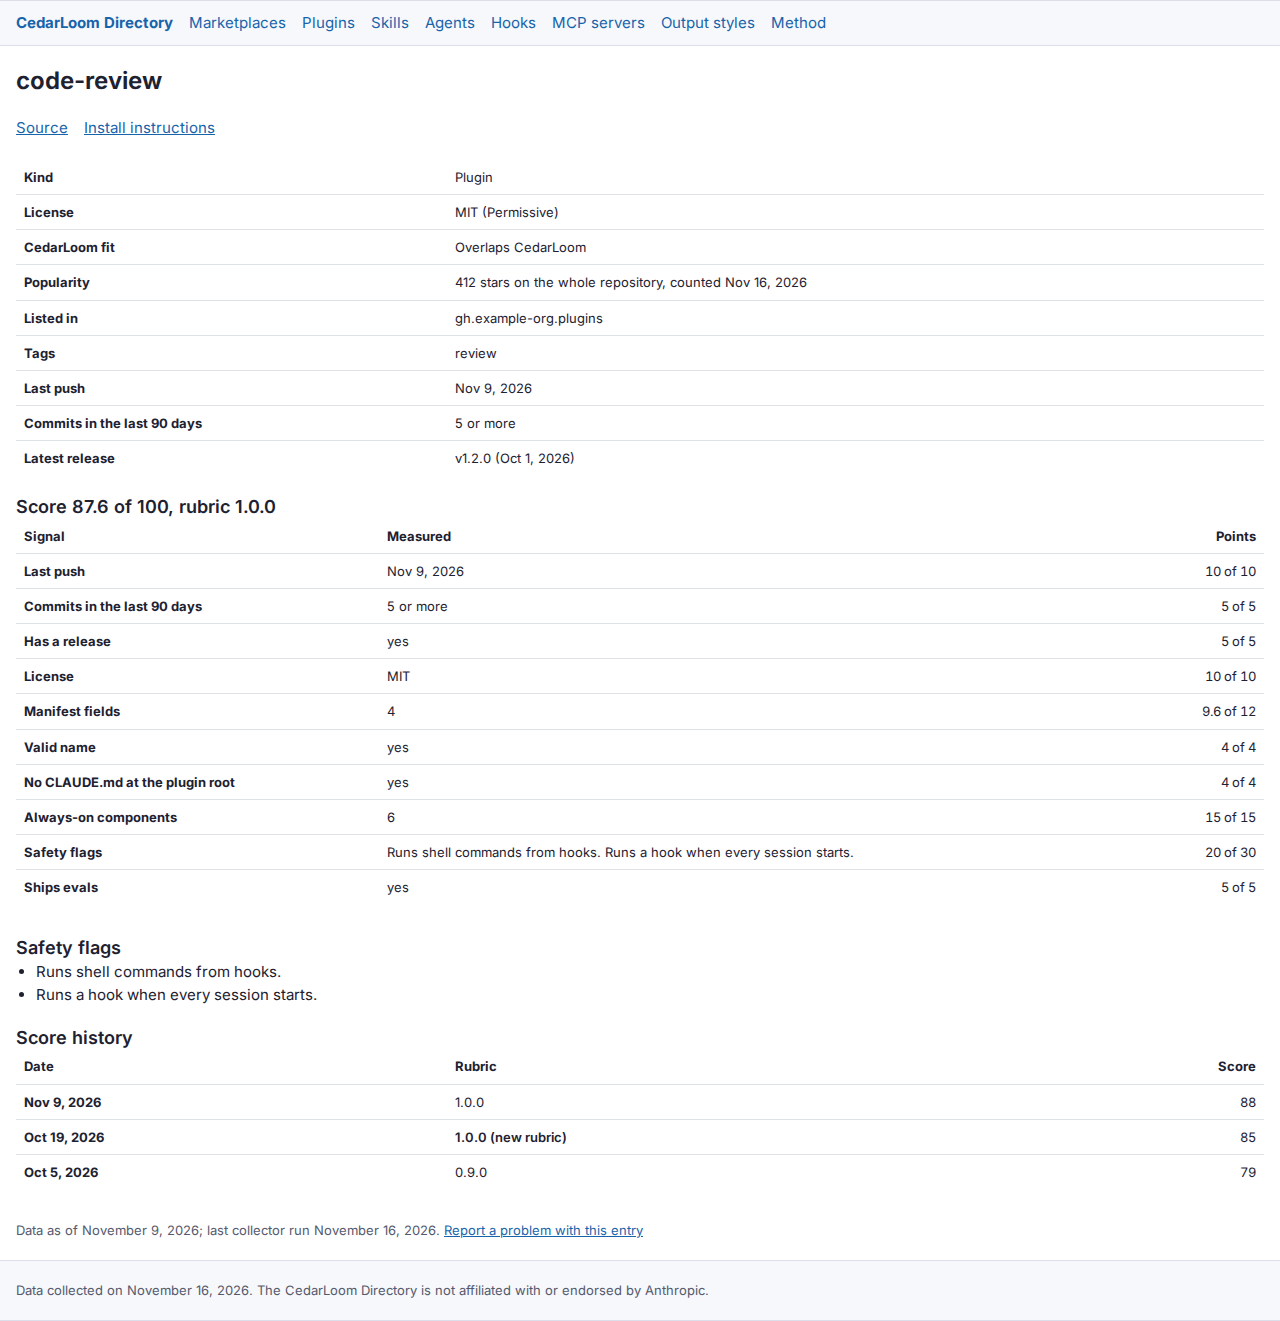 CedarLoom Directory Marketplaces Plugins Skills Agents Hooks MCP servers Output styles Method
code-review
Source Install instructions
Kind Plugin
License MIT (Permissive)
CedarLoom fit Overlaps CedarLoom
Popularity 412 stars on the whole repository, counted Nov 16, 2026
Listed in gh.example-org.plugins
Tags review
Last push Nov 9, 2026
Commits in the last 90 days 5 or more
Latest release v1.2.0 (Oct 1, 2026)
Score 87.6 of 100, rubric 1.0.0
Signal Measured Points
Last push Nov 9, 2026 10 of 10
Commits in the last 90 days 5 or more 5 of 5
Has a release yes 5 of 5
License MIT 10 of 10
Manifest fields 4 9.6 of 12
Valid name yes 4 of 4
No CLAUDE.md at the plugin root yes 4 of 4
Always-on components 6 15 of 15
Safety flags Runs shell commands from hooks. Runs a hook when every session starts. 20 of 30
Ships evals yes 5 of 5
Safety flags
• Runs shell commands from hooks.
• Runs a hook when every session starts.
Score history
Date Rubric Score
Nov 9, 2026 1.0.0 88
Oct 19, 2026 1.0.0 (new rubric) 85
Oct 5, 2026 0.9.0 79
Data as of November 9, 2026; last collector run November 16, 2026. Report a problem with this entry
Data collected on November 16, 2026. The CedarLoom Directory is not affiliated with or endorsed by Anthropic.